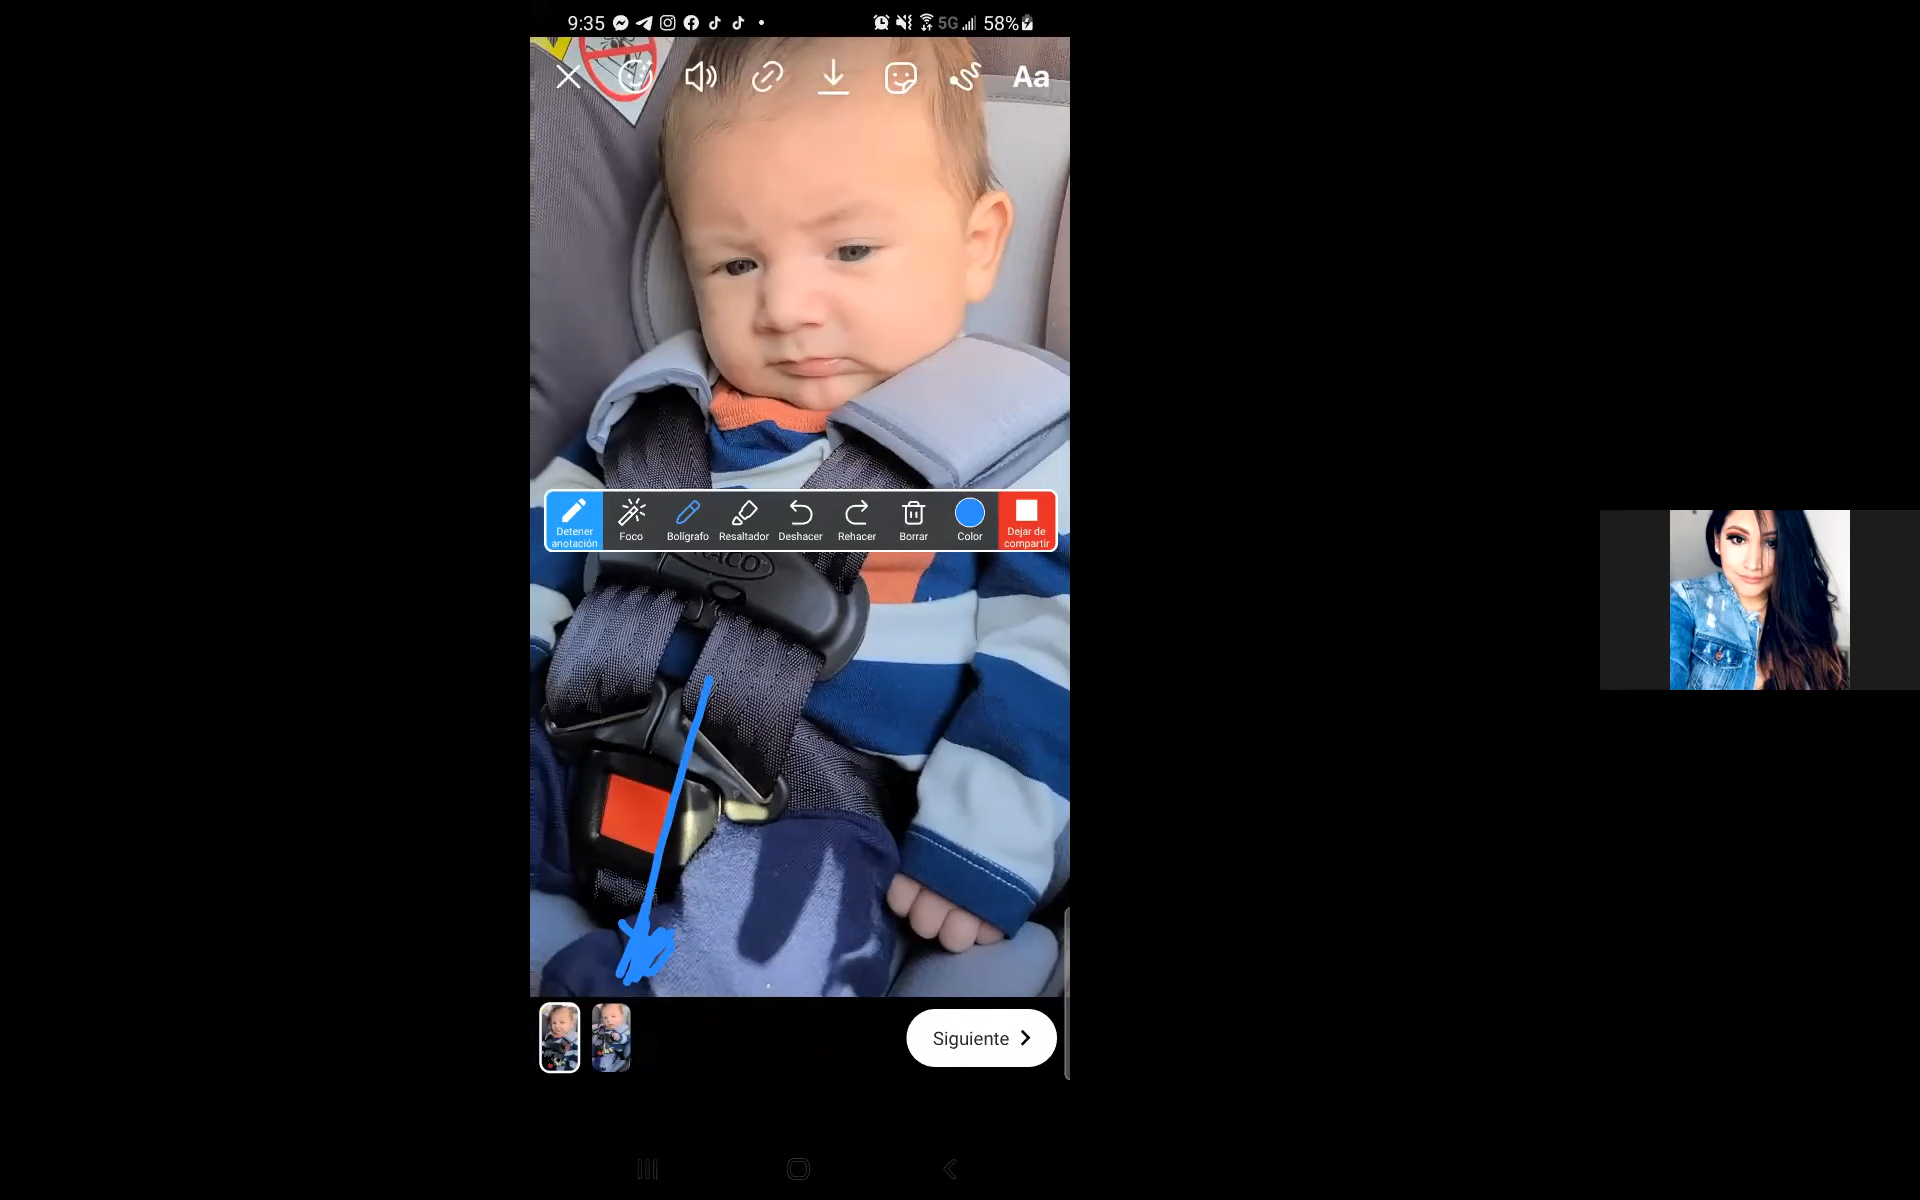 9:35 5G 58%
Aa
Detener anotación Foco Bolígrafo Resaltador Deshacer Rehacer Borrar Color Dejar de compartir
Siguiente